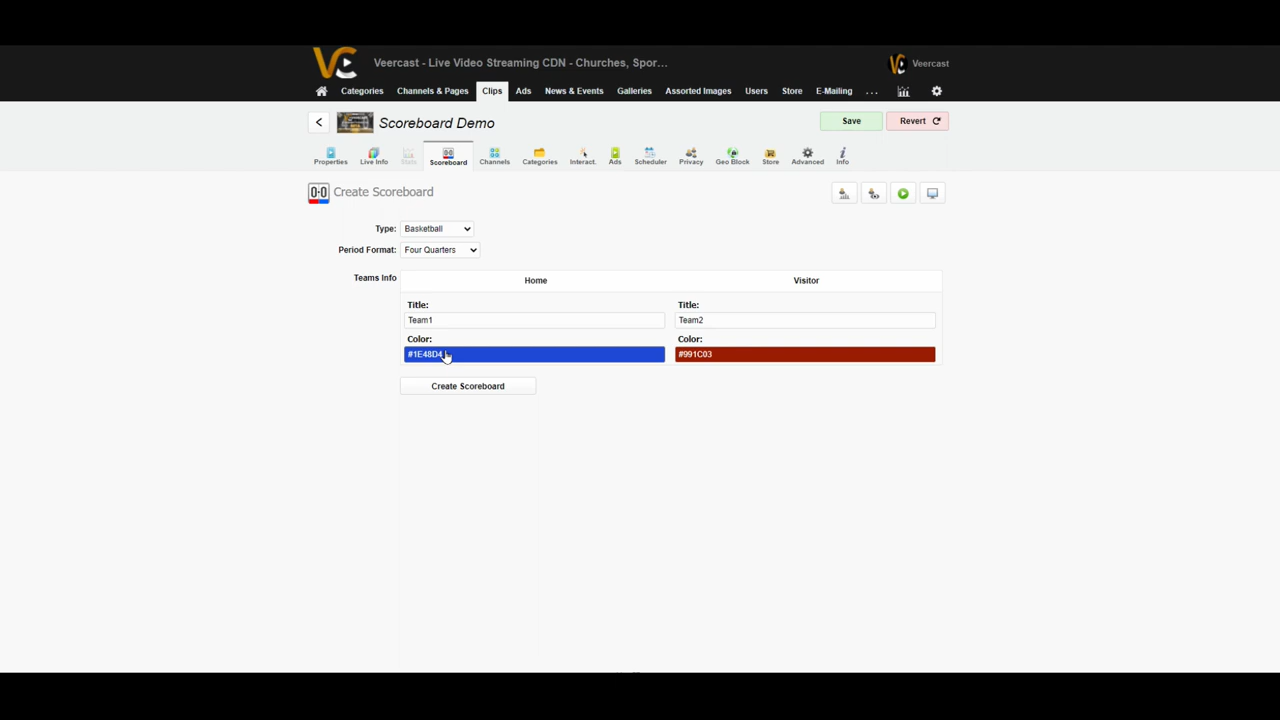 VC Veercast - Live Video Streaming CDN - Churches, Spor... VC Veercast
Categories Channels & Pages Clips Ads News & Events Galleries Assorted Images Users Store E-Mailing ...
Scoreboard Demo Save Revert
Properties Live Info Stats Scoreboard Channels Categories Interact. Ads Scheduler Privacy Geo Block Store Advanced Info
0:0 Create Scoreboard
Type: Basketball
Period Format: Four Quarters
Teams Info Home Visitor
Title: Title:
Team1 Team2
Color: Color:
#1E48D4 #991C03
Create Scoreboard